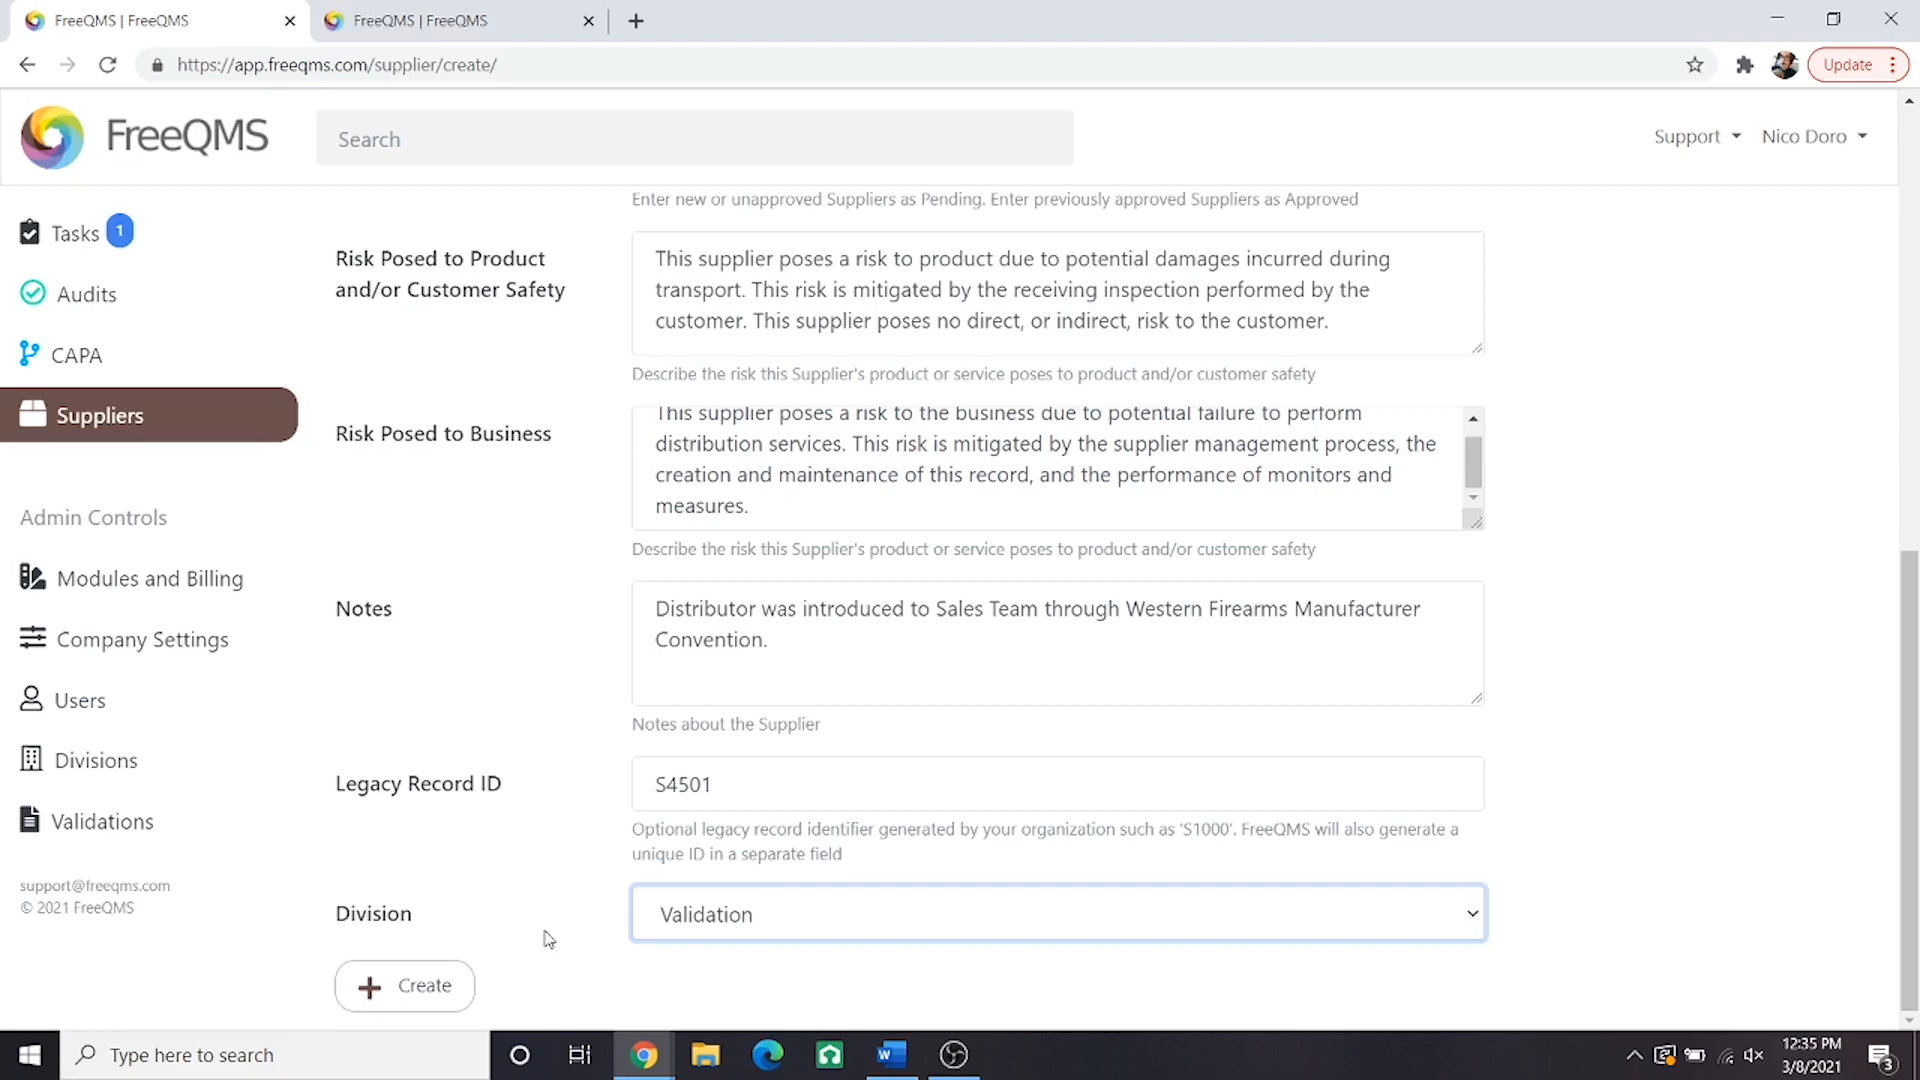 FreeQMS | FreeQMS
FreeQMS | FreeQMS
https://app.freeqms.com/supplier/create/
Update
FreeQMS
Search
Support
Nico Doro
Tasks 1
Audits
CAPA
Suppliers
Admin Controls
Modules and Billing
Company Settings
Users
Divisions
Validations
support@freeqms.com
© 2021 FreeQMS
Enter new or unapproved Suppliers as Pending. Enter previously approved Suppliers as Approved
Risk Posed to Product
and/or Customer Safety
This supplier poses a risk to product due to potential damages incurred during
transport. This risk is mitigated by the receiving inspection performed by the
customer. This supplier poses no direct, or indirect, risk to the customer.
Describe the risk this Supplier's product or service poses to product and/or customer safety
Risk Posed to Business
This supplier poses a risk to the business due to potential failure to perform
distribution services. This risk is mitigated by the supplier management process, the
creation and maintenance of this record, and the performance of monitors and
measures.
Describe the risk this Supplier's product or service poses to product and/or customer safety
Notes
Distributor was introduced to Sales Team through Western Firearms Manufacturer
Convention.
Notes about the Supplier
Legacy Record ID
S4501
Optional legacy record identifier generated by your organization such as 'S1000'. FreeQMS will also generate a
unique ID in a separate field
Division
Validation
Create
Type here to search
12:35 PM
3/8/2021
3